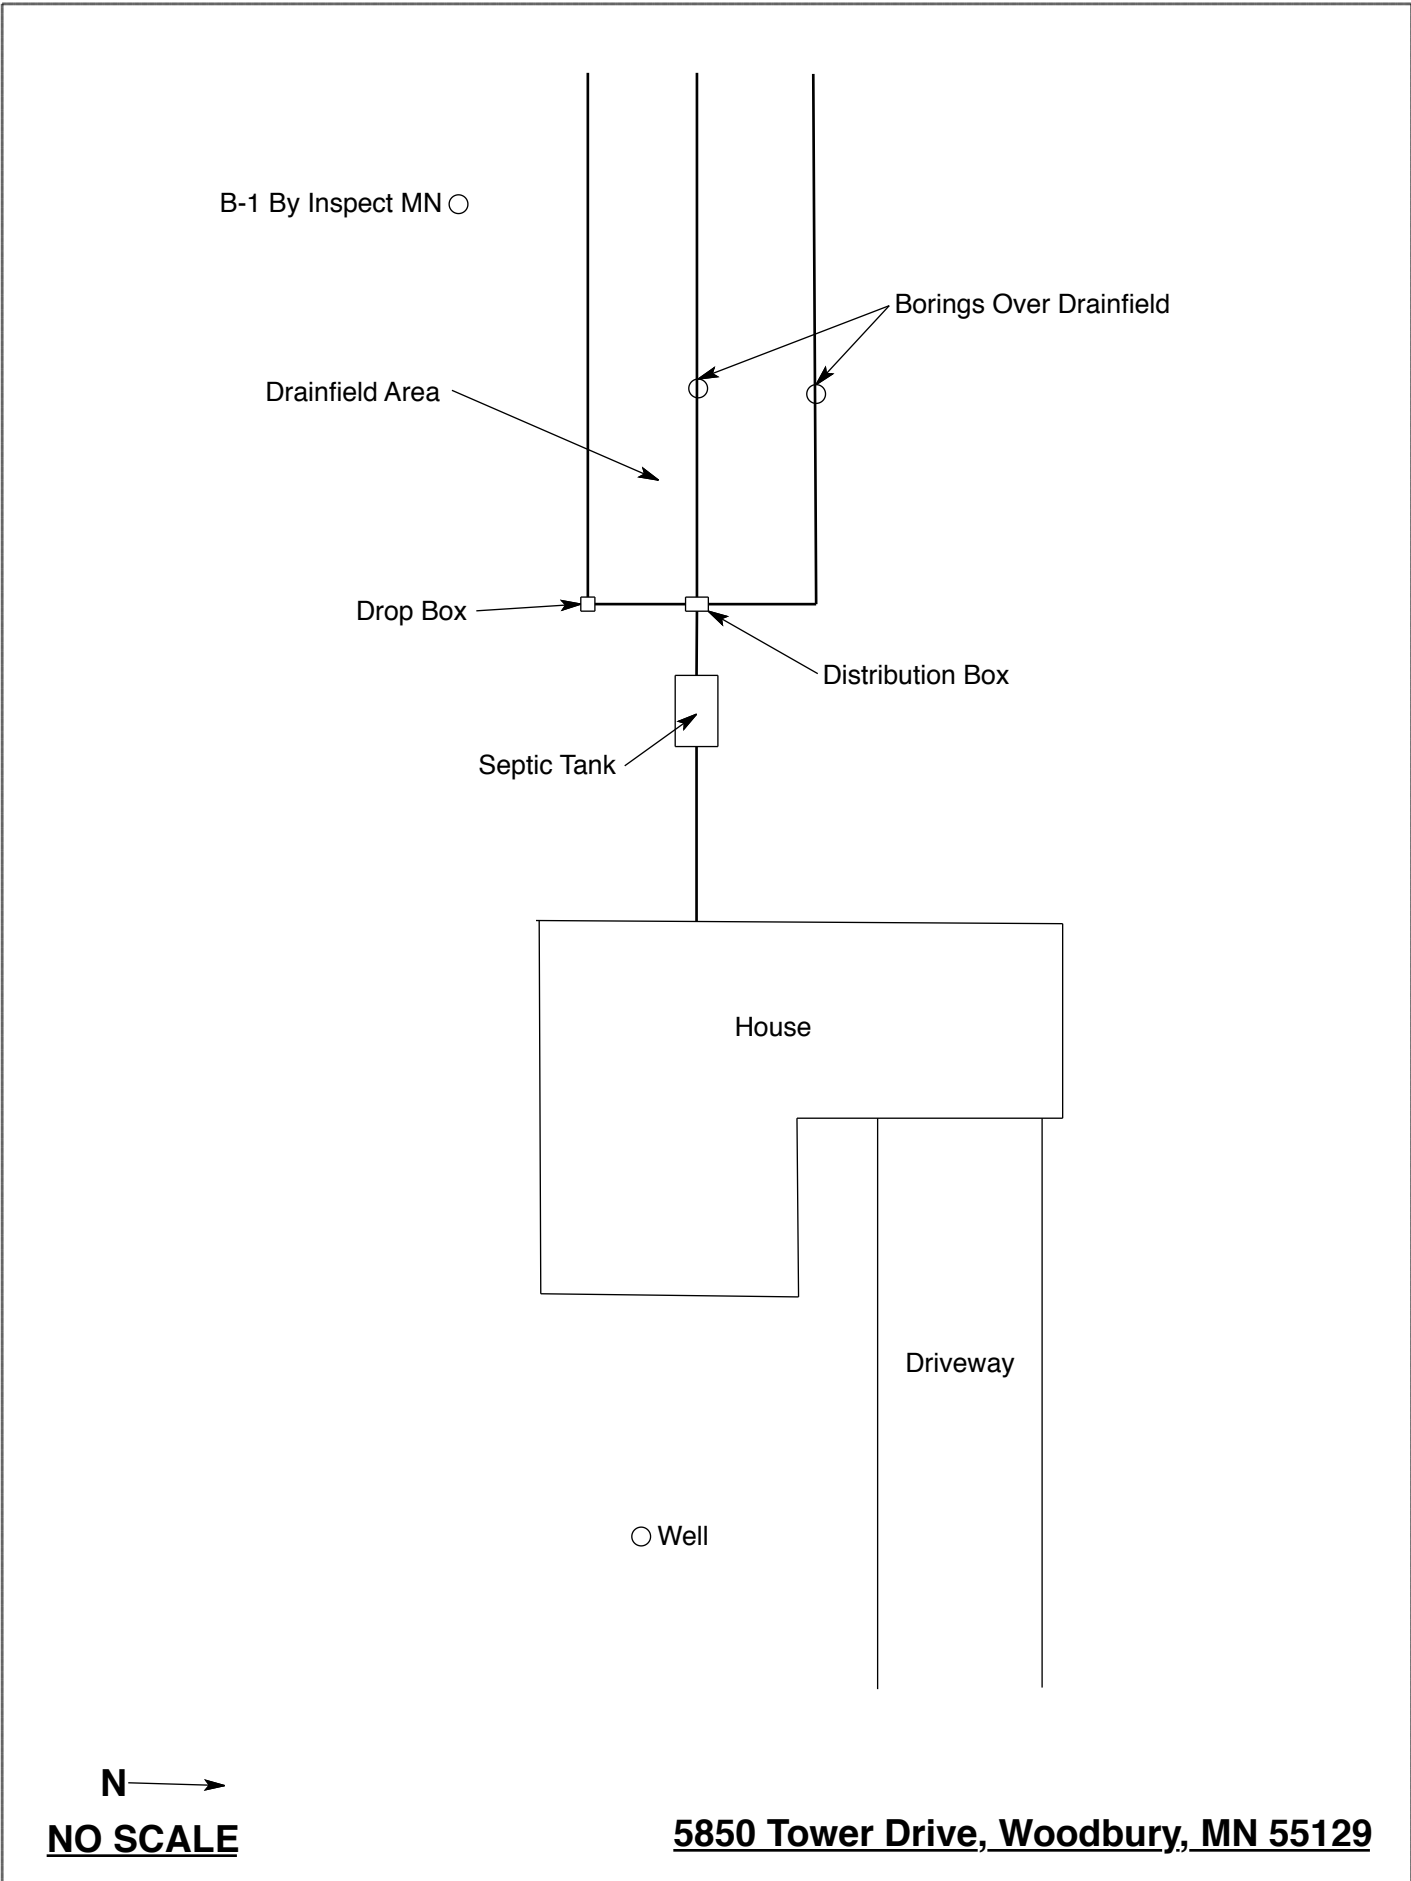 B-1 By Inspect MN
Borings Over Drainfield
Drainfield Area
Drop Box
Distribution Box
Septic Tank
House
Driveway
Well
N
NO SCALE
5850 Tower Drive, Woodbury, MN 55129